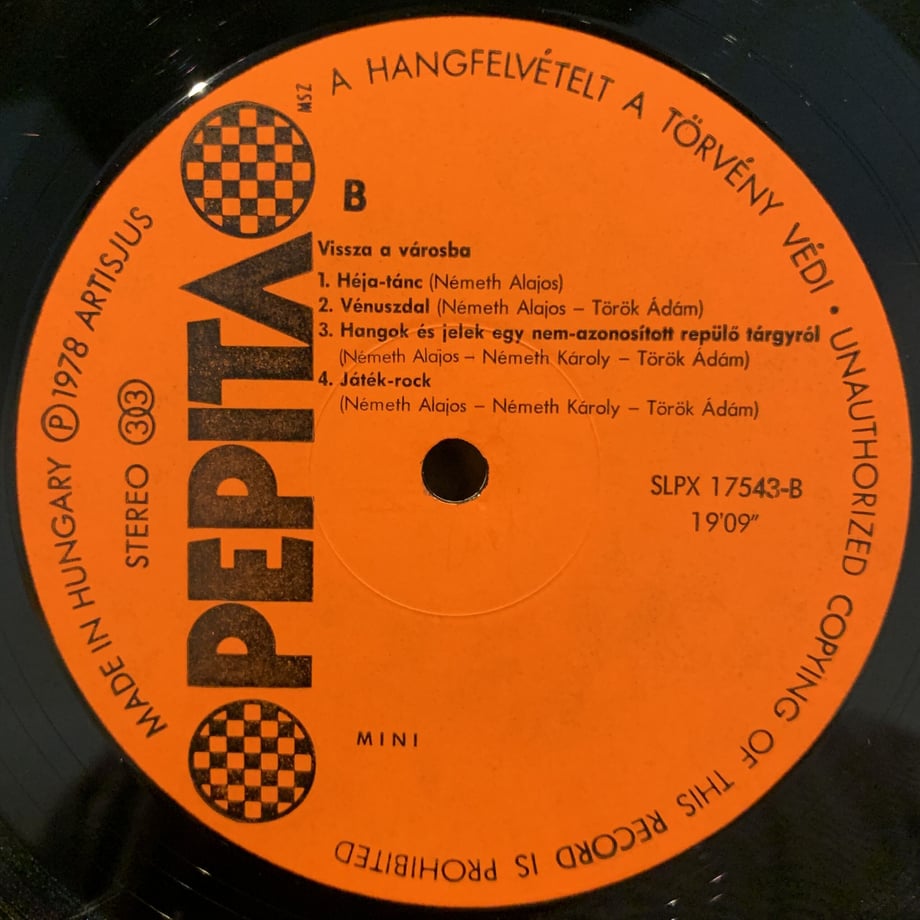 A HANGFELVÉTELT A TÖRVÉNY VÉDI • UNAUTHORIZED COPYING OF THIS RECORD IS PROHIBITED
MSZ
B
Vissza a városba
1. Héja-tánc (Németh Alajos)
2. Vénuszdal (Németh Alajos – Török Ádám)
3. Hangok és jelek egy nem-azonosított repülő tárgyról
(Németh Alajos – Németh Károly – Török Ádám)
4. Játék-rock
(Németh Alajos – Németh Károly – Török Ádám)
SLPX 17543-B
19'09"
PEPITA
STEREO 33
MADE IN HUNGARY Ⓟ 1978 ARTISJUS
MINI